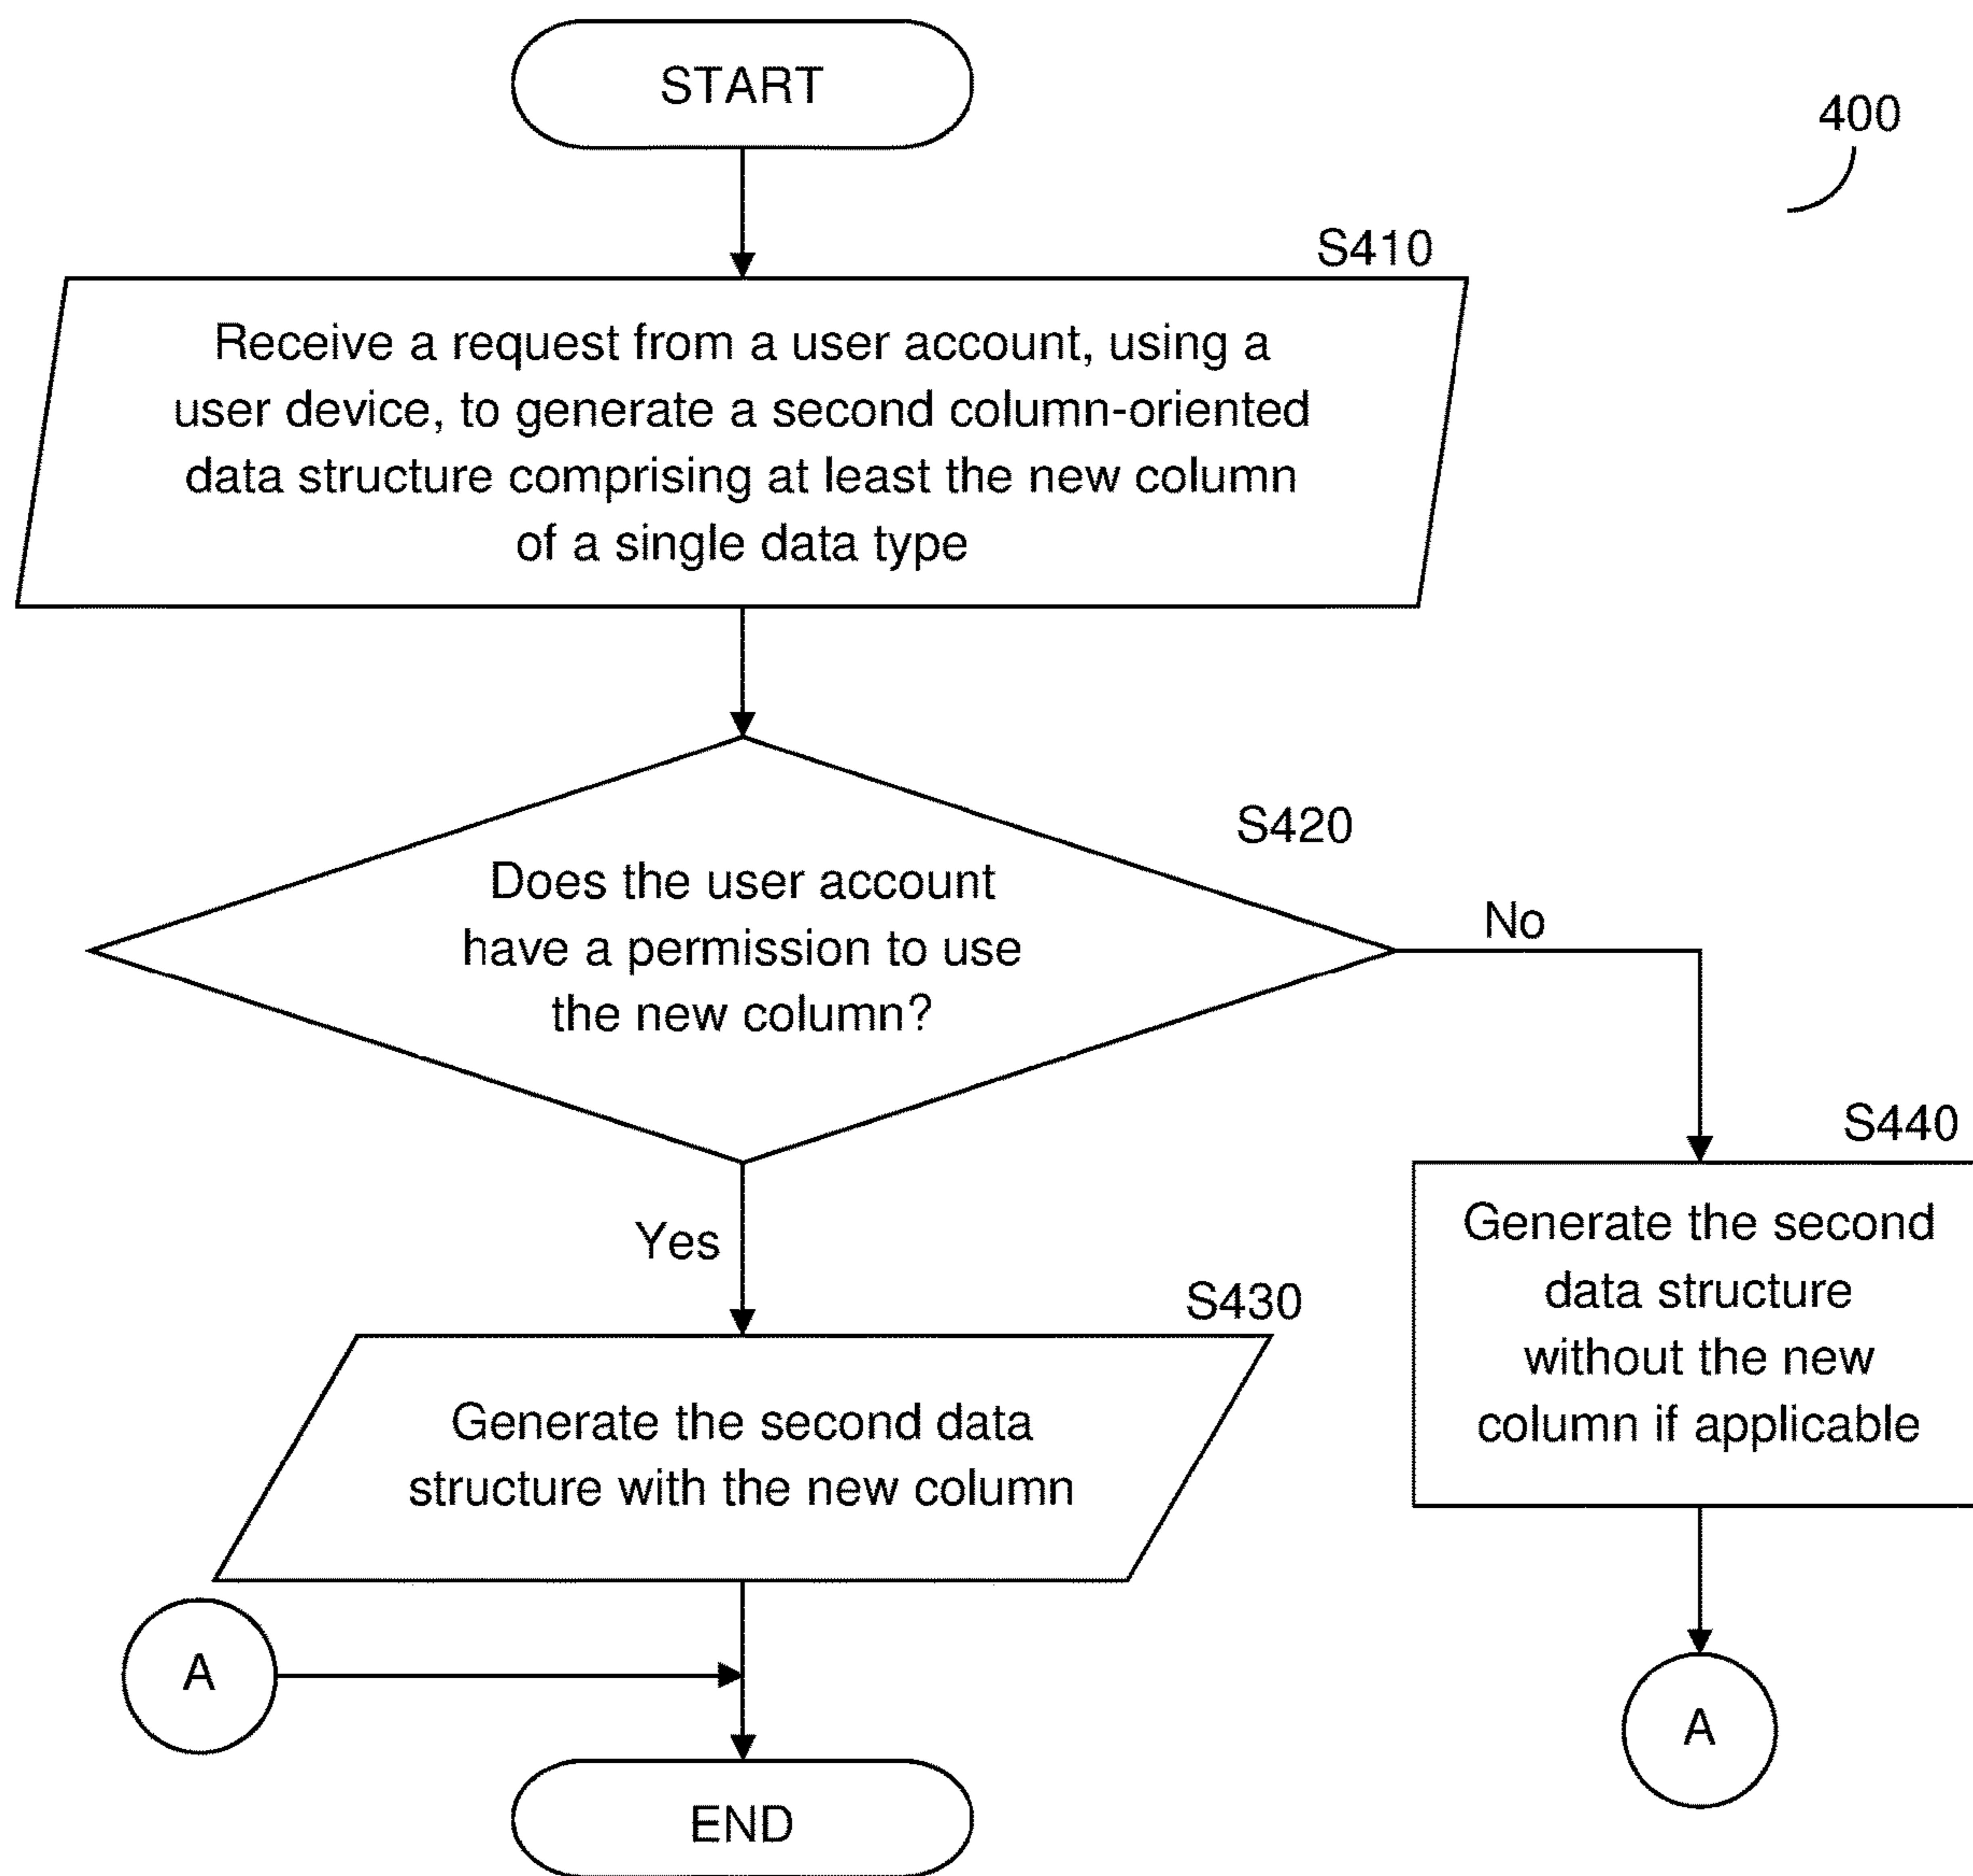 START
400
S410
Receive a request from a user account, using a
user device, to generate a second column-oriented
data structure comprising at least the new column
of a single data type
S420
Does the user account
have a permission to use
the new column?
No
Yes
S440
Generate the second
data structure
without the new
column if applicable
S430
Generate the second data
structure with the new column
A
A
END